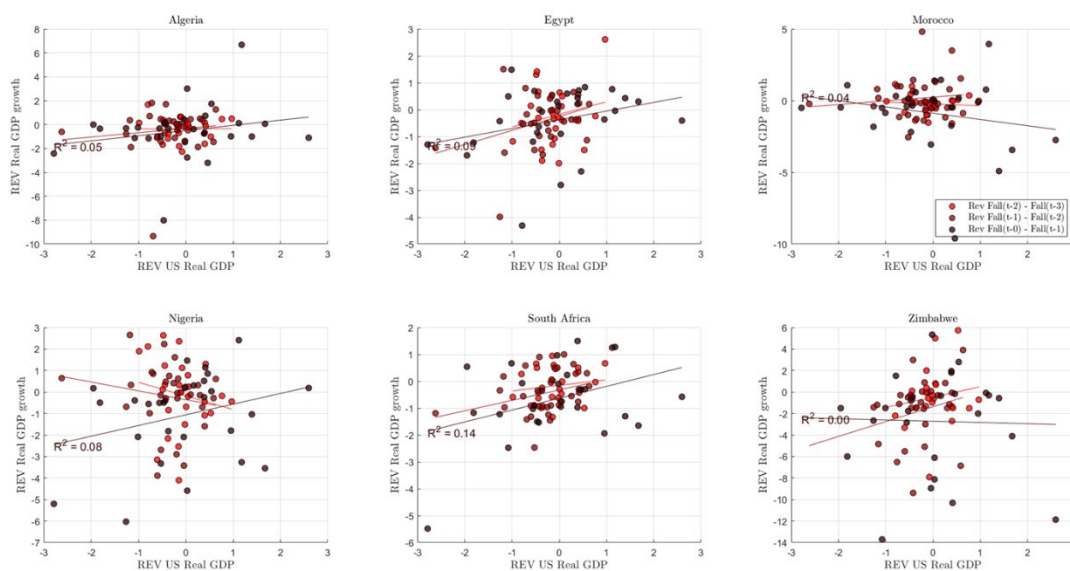 Algeria
8
6
4
2
0
-2
-4
-6
-8
-10
REV Real GDP growth
R² = 0.05
-3 -2 -1 0 1 2 3
REV US Real GDP
Egypt
3
2
1
0
-1
-2
-3
-4
-5
REV Real GDP growth
R² = 0.09
-3 -2 -1 0 1 2 3
REV US Real GDP
Morocco
5
0
-5
-10
REV Real GDP growth
R² = 0.04
Rev Fall(t-2) - Fall(t-3)
Rev Fall(t-1) - Fall(t-2)
Rev Fall(t-0) - Fall(t-1)
-3 -2 -1 0 1 2 3
REV US Real GDP
Nigeria
3
2
1
0
-1
-2
-3
-4
-5
-6
-7
REV Real GDP growth
R² = 0.08
-3 -2 -1 0 1 2 3
REV US Real GDP
South Africa
2
1
0
-1
-2
-3
-4
-5
-6
REV Real GDP growth
R² = 0.14
-3 -2 -1 0 1 2 3
REV US Real GDP
Zimbabwe
6
4
2
0
-2
-4
-6
-8
-10
-12
-14
REV Real GDP growth
R² = 0.00
-3 -2 -1 0 1 2 3
REV US Real GDP